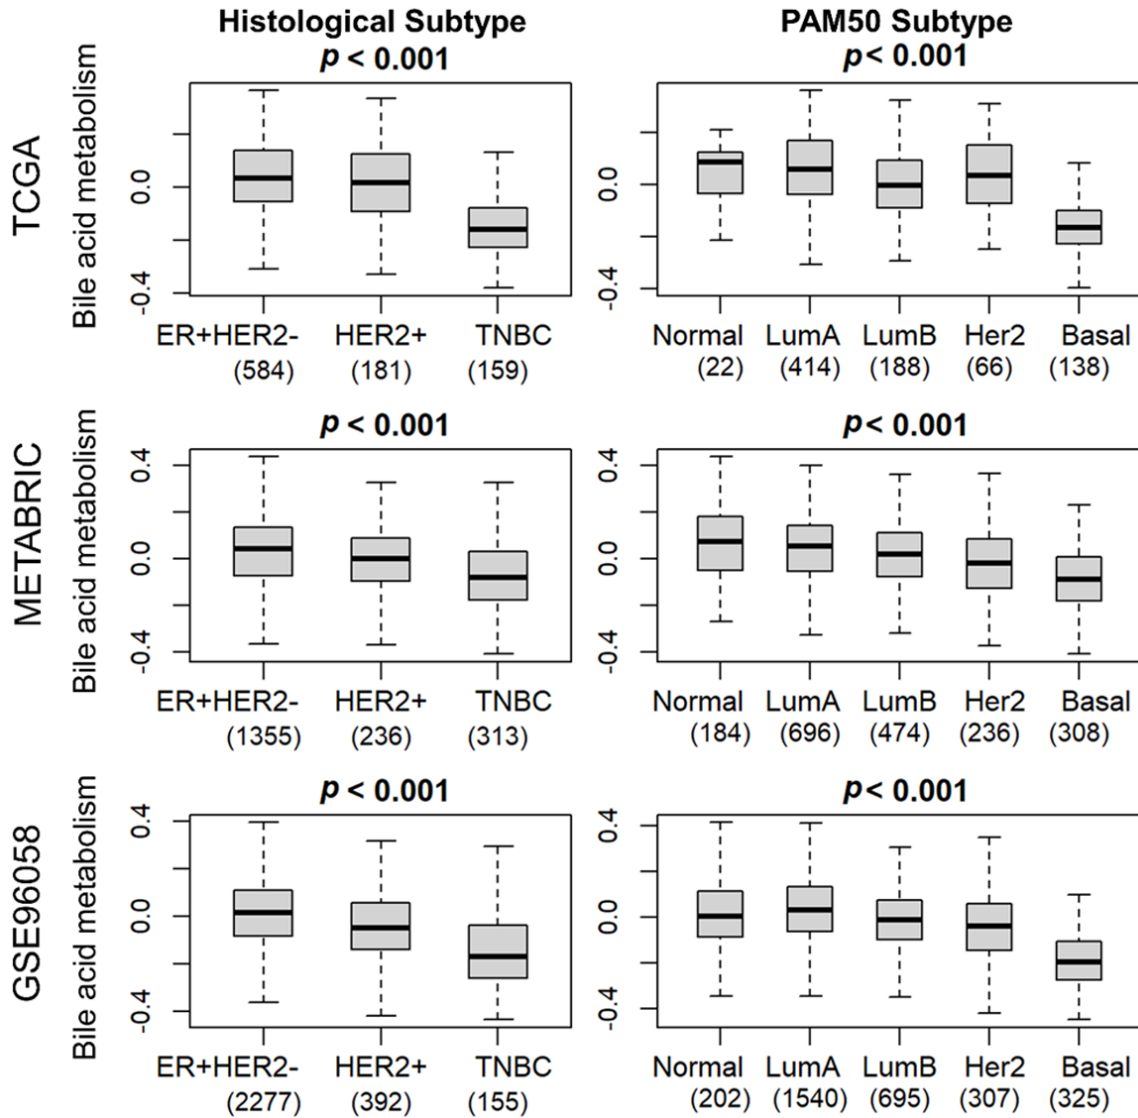 Histological Subtype
PAM50 Subtype
p < 0.001
p < 0.001
TCGA
Bile acid metabolism
0.0
-0.4
0.0
-0.4
ER+HER2- HER2+ TNBC
(584) (181) (159)
Normal LumA LumB Her2 Basal
(22) (414) (188) (66) (138)
p < 0.001
p < 0.001
METABRIC
Bile acid metabolism
0.4
0.0
-0.4
0.4
0.0
-0.4
ER+HER2- HER2+ TNBC
(1355) (236) (313)
Normal LumA LumB Her2 Basal
(184) (696) (474) (236) (308)
p < 0.001
p < 0.001
GSE96058
Bile acid metabolism
0.4
0.0
-0.4
0.4
0.0
-0.4
ER+HER2- HER2+ TNBC
(2277) (392) (155)
Normal LumA LumB Her2 Basal
(202) (1540) (695) (307) (325)